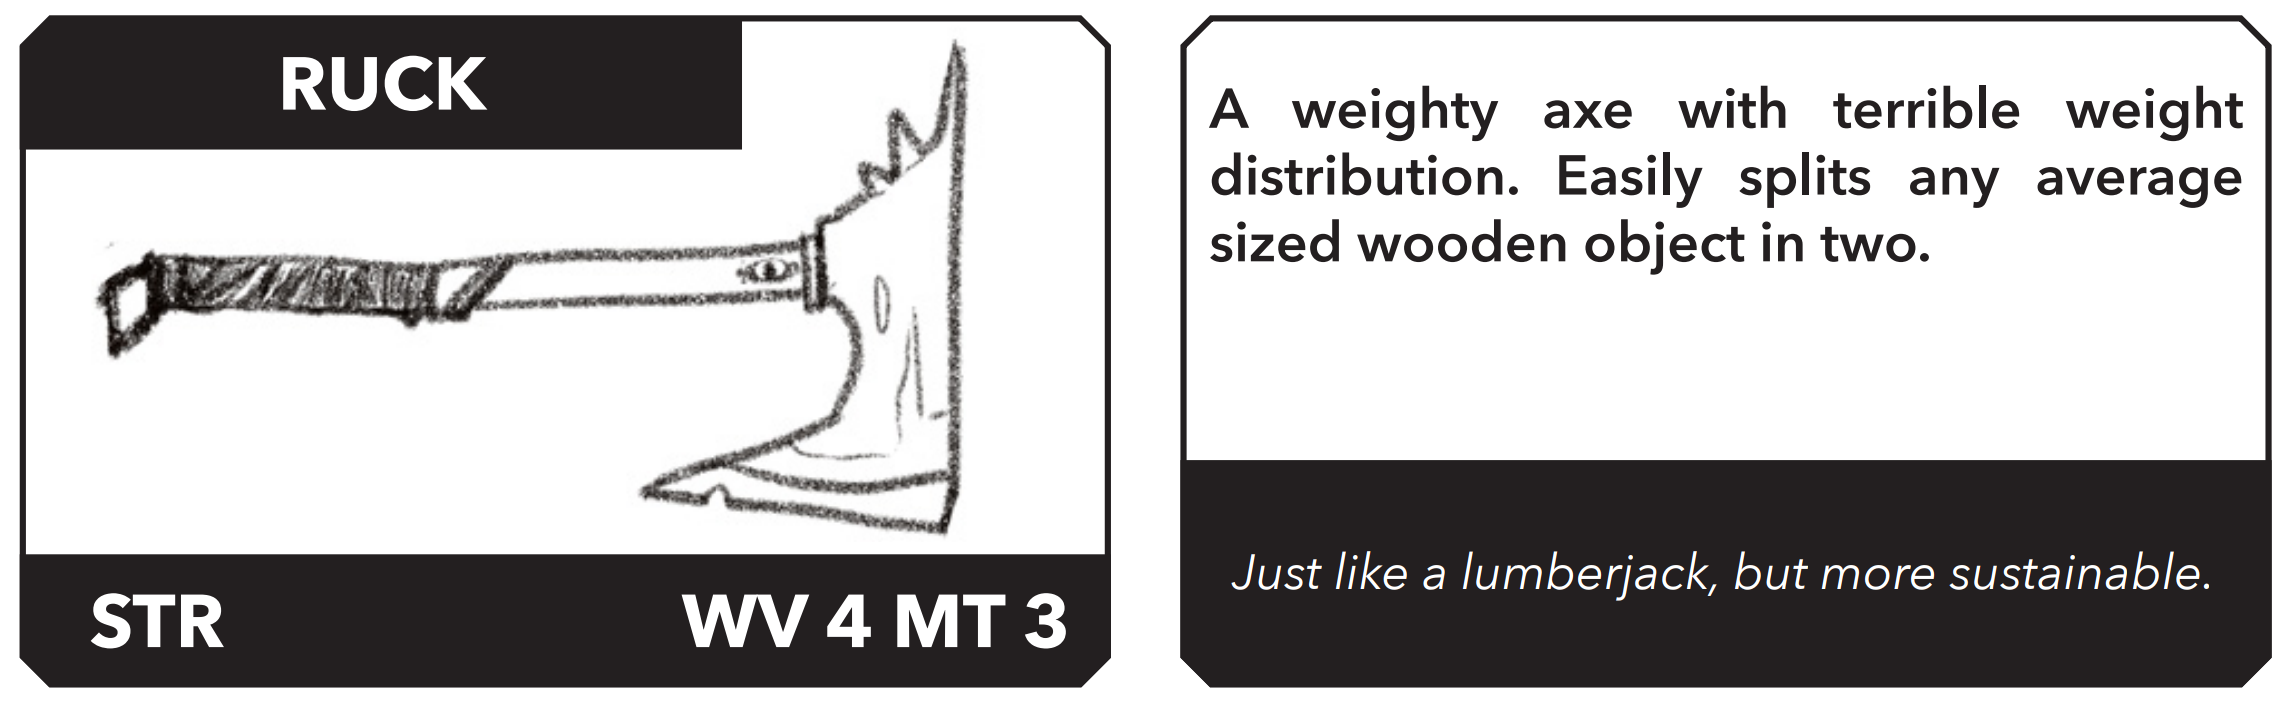 RUCK
STR
WV 4 MT 3
A weighty axe with terrible weight
distribution. Easily splits any average
sized wooden object in two.
Just like a lumberjack, but more sustainable.